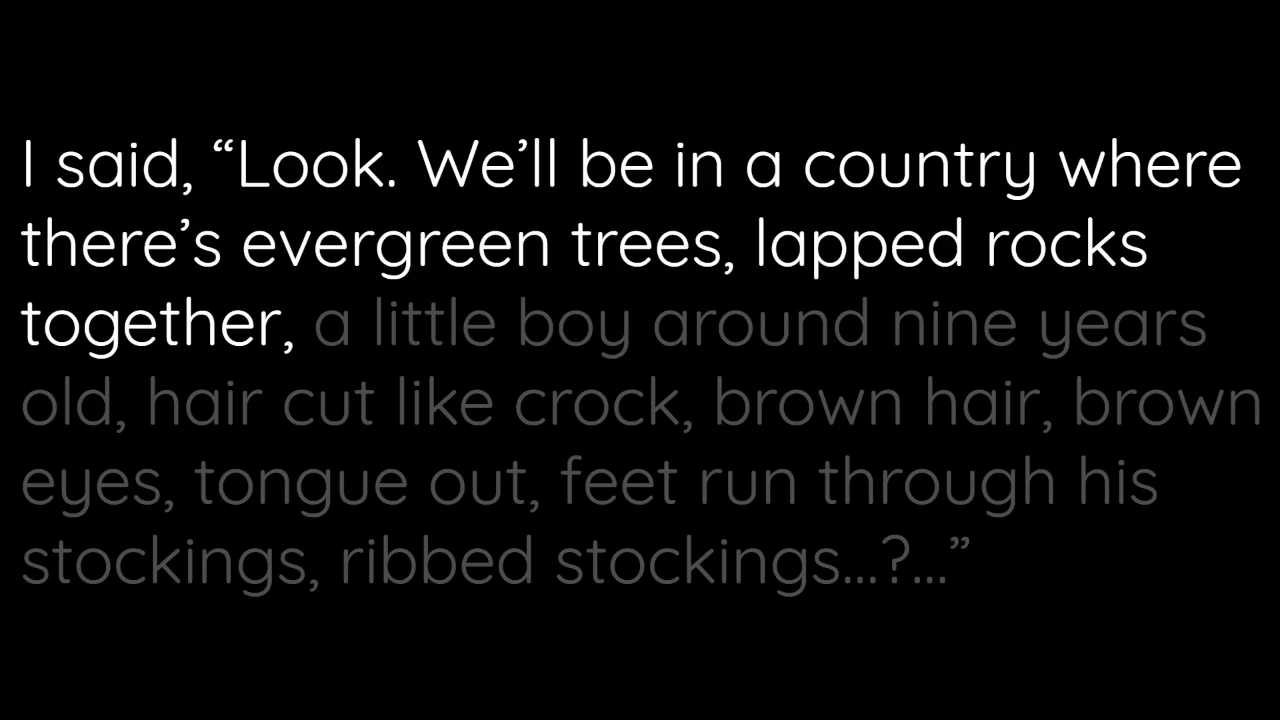 I said, “Look. We’ll be in a country where
there’s evergreen trees, lapped rocks
together, a little boy around nine years
old, hair cut like crock, brown hair, brown
eyes, tongue out, feet run through his
stockings, ribbed stockings...?...”